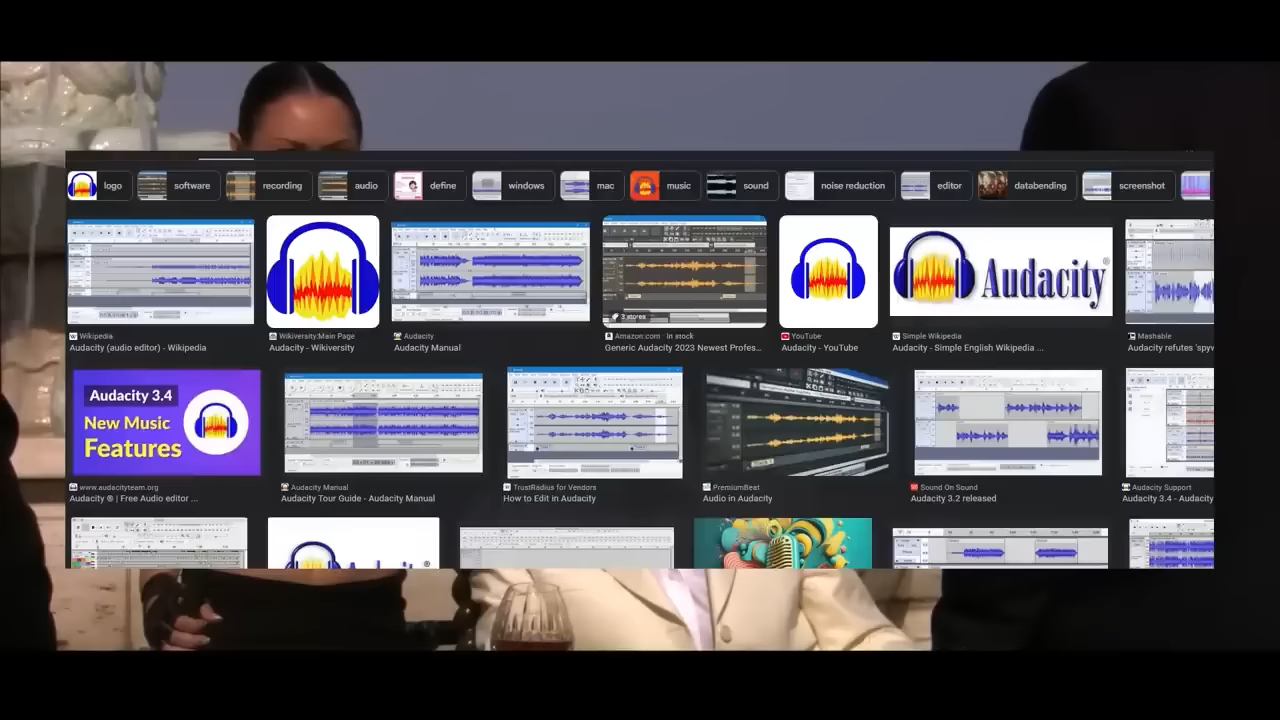 logo
software
recording
audio
define
windows
mac
music
sound
noise reduction
editor
databending
screenshot
Audacity
®
3 stores
Wikipedia
Audacity (audio editor) - Wikipedia
Wikiversity:Main Page
Audacity - Wikiversity
Audacity
Audacity Manual
Amazon.com · In stock
Generic Audacity 2023 Newest Profes...
YouTube
Audacity - YouTube
Simple Wikipedia
Audacity - Simple English Wikipedia ...
Mashable
Audacity refutes 'spyw
Audacity 3.4
New Music
Features
www.audacityteam.org
Audacity ® | Free Audio editor ...
Audacity Manual
Audacity Tour Guide - Audacity Manual
TrustRadius for Vendors
How to Edit in Audacity
PremiumBeat
Audio in Audacity
Sound On Sound
Audacity 3.2 released
Audacity Support
Audacity 3.4 - Audacity